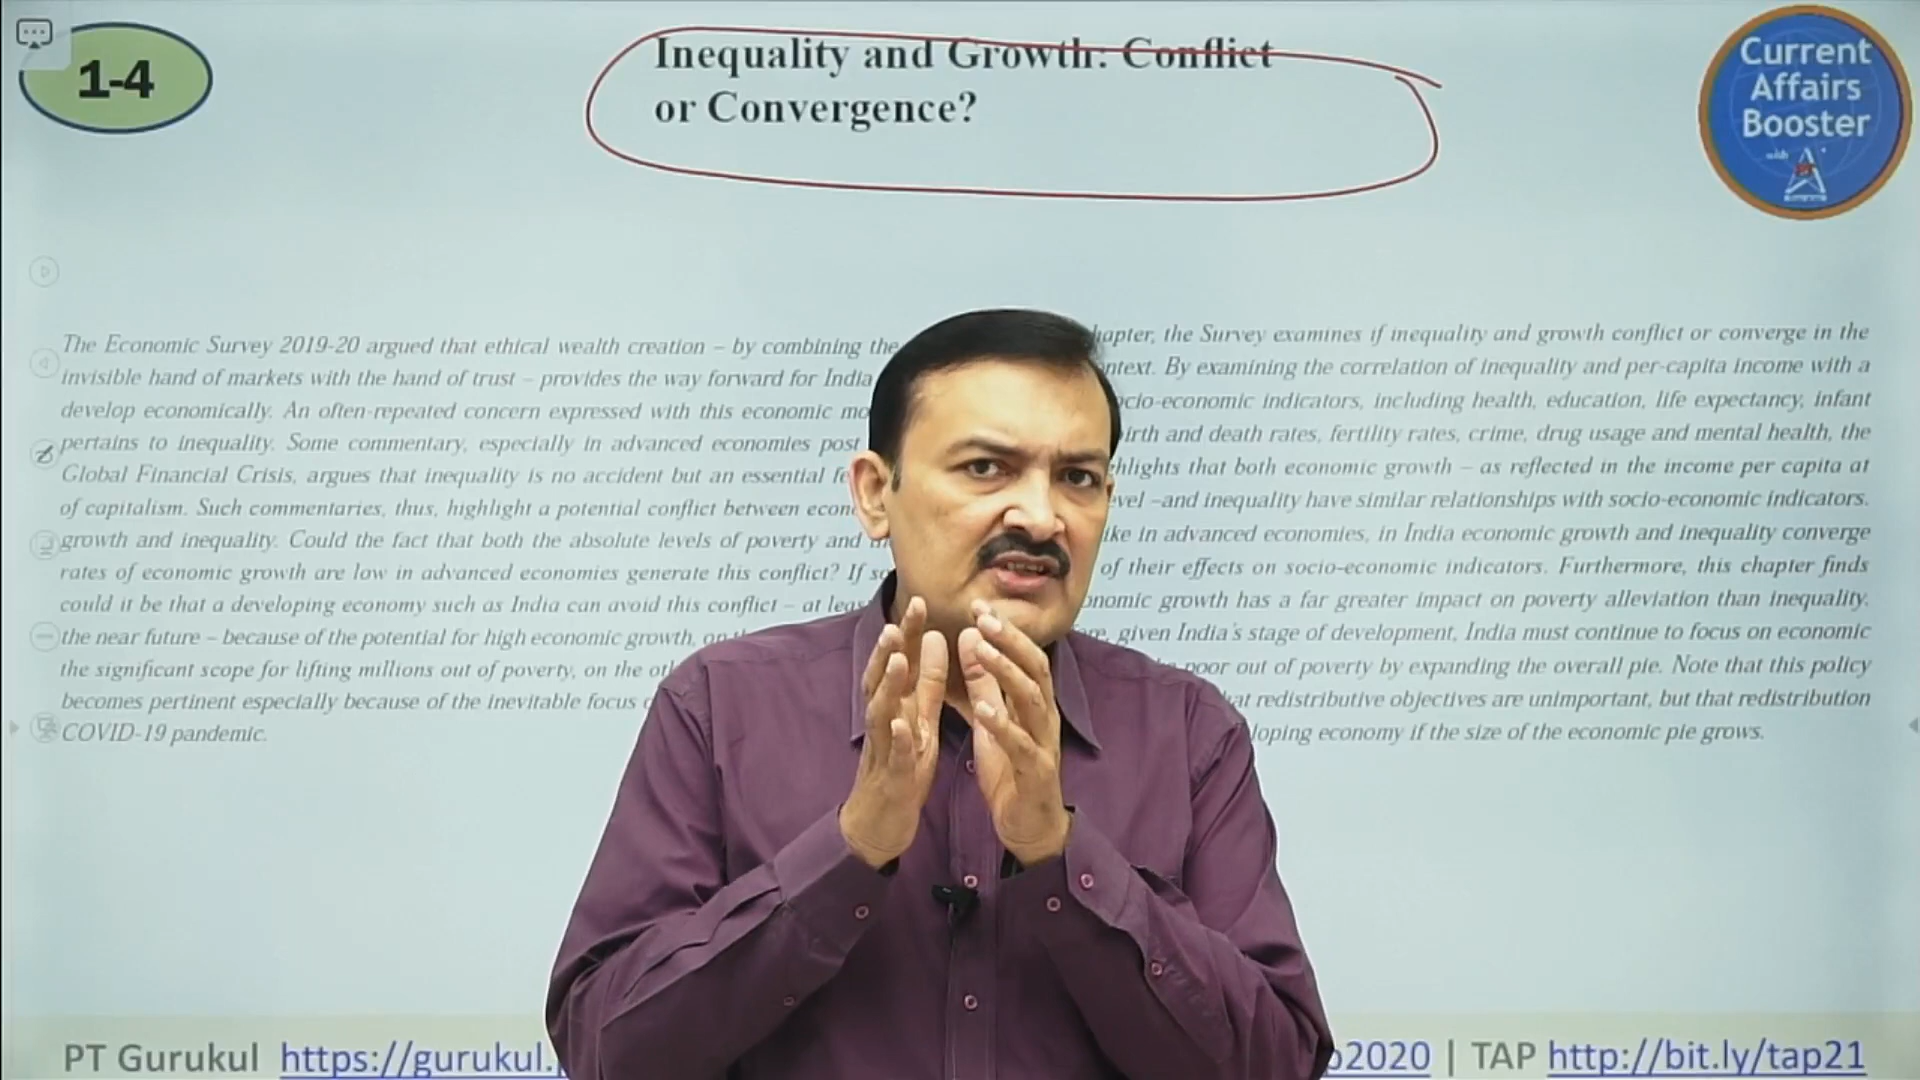 1-4
Inequality and Growth: Conflict
or Convergence?
Current
Affairs
Booster
with
The Economic Survey 2019-20 argued that ethical wealth creation – by combining the
invisible hand of markets with the hand of trust – provides the way forward for India
develop economically. An often-repeated concern expressed with this economic
pertains to inequality. Some commentary, especially in advanced economies post
Global Financial Crisis, argues that inequality is no accident but an essential
of capitalism. Such commentaries, thus, highlight a potential conflict between
growth and inequality. Could the fact that both the absolute levels of poverty and
rates of economic growth are low in advanced economies generate this conflict? If
could it be that a developing economy such as India can avoid this conflict – at
the near future – because of the potential for high economic growth,
the significant scope for lifting millions out of poverty, on the
becomes pertinent especially because of the inevitable focus
COVID-19 pandemic.
the Survey examines if inequality and growth conflict or converge in the
By examining the correlation of inequality and per-capita income with a
indicators, including health, education, life expectancy, infant
and death rates, fertility rates, crime, drug usage and mental health, the
that both economic growth – as reflected in the income per capita at
–and inequality have similar relationships with socio-economic indicators.
in advanced economies, in India economic growth and inequality converge
of their effects on socio-economic indicators. Furthermore, this chapter finds
growth has a far greater impact on poverty alleviation than inequality.
given India's stage of development, India must continue to focus on economic
poor out of poverty by expanding the overall pie. Note that this policy
redistributive objectives are unimportant, but that redistribution
economy if the size of the economic pie grows.
PT Gurukul https://gurukul. 2020 | TAP http://bit.ly/tap21